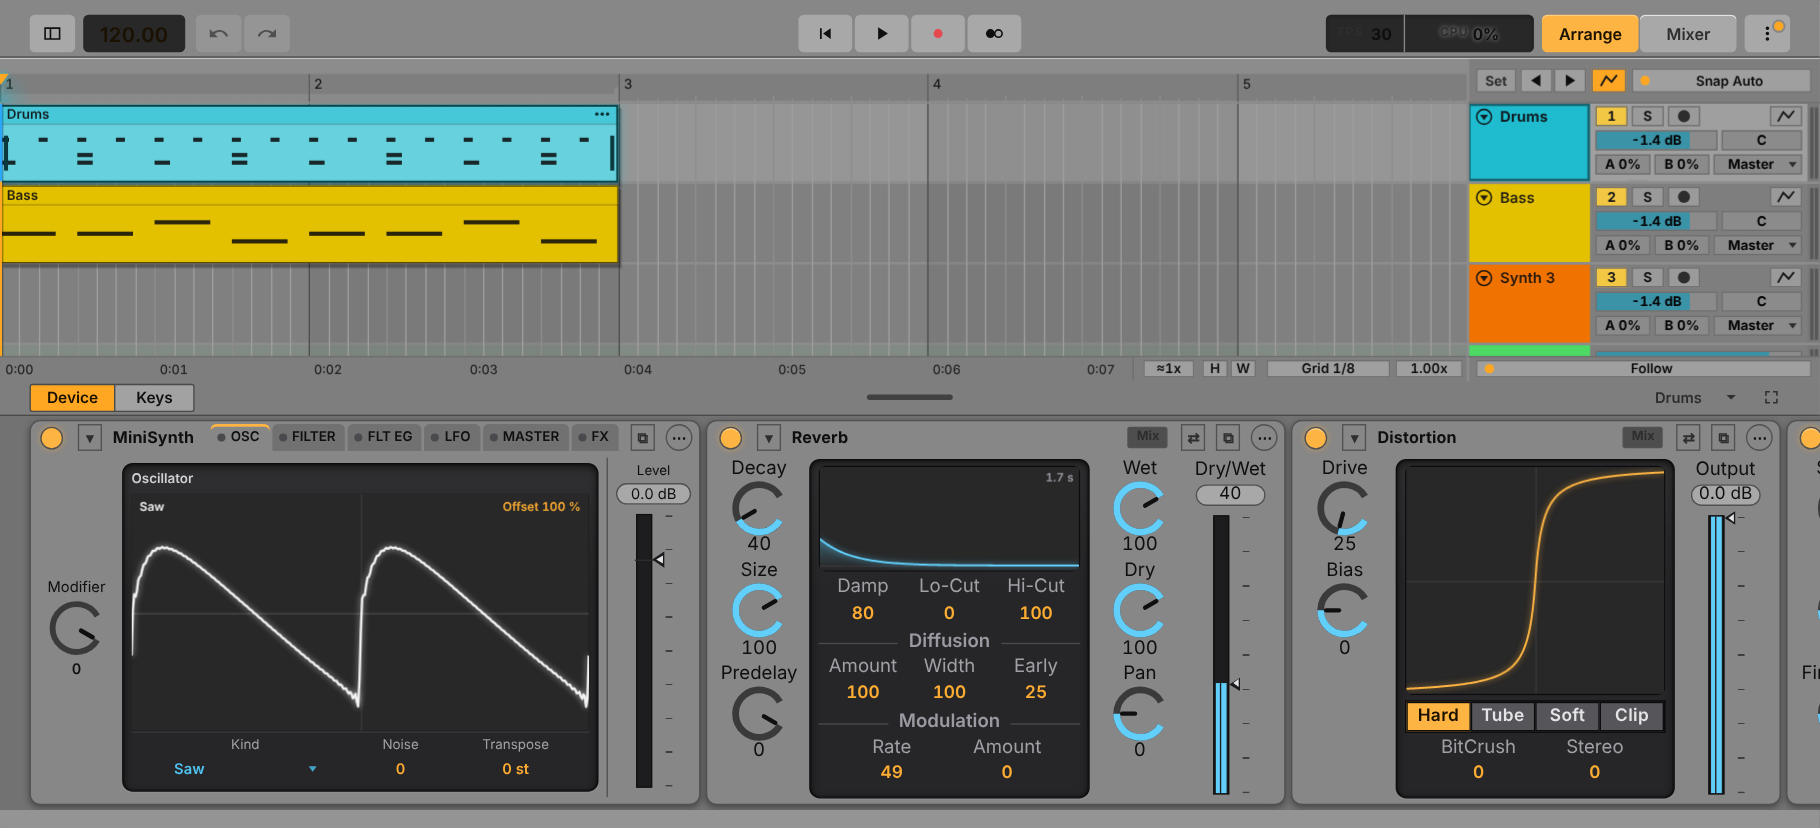 120.00
FPS 30 CPU 0% Arrange Mixer
1 2 3 4 5
Set Snap Auto
Drums
Drums 1 S
-1.4 dB C
A 0% B 0% Master
Bass
Bass 2 S
-1.4 dB C
A 0% B 0% Master
Synth 3 3 S
-1.4 dB C
A 0% B 0% Master
0:00 0:01 0:02 0:03 0:04 0:05 0:06 0:07 ≈1x H W Grid 1/8 1.00x Follow
Device Keys Drums
MiniSynth OSC FILTER FLT EG LFO MASTER FX
Oscillator
Saw Offset 100 %
Modifier
0
Kind Noise Transpose
Saw 0 0 st
Level
0.0 dB
Reverb Mix
Decay
40
Size
100
Predelay
0
1.7 s
Damp Lo-Cut Hi-Cut
80 0 100
Diffusion
Amount Width Early
100 100 25
Modulation
Rate Amount
49 0
Wet
100
Dry
100
Pan
0
Dry/Wet
40
Distortion Mix
Drive
25
Bias
0
Hard Tube Soft Clip
BitCrush Stereo
0 0
Output
0.0 dB